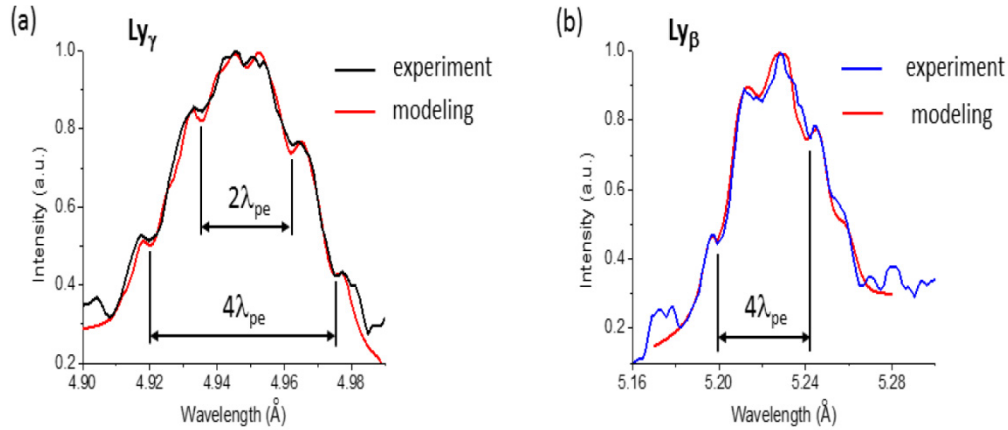 (a)
Lyγ
experiment
modeling
2λpe
4λpe
Intensity (a.u.)
1.0
0.8
0.6
0.4
0.2
4.90
4.92
4.94
4.96
4.98
Wavelength (Å)
(b)
Lyβ
experiment
modeling
4λpe
Intensity (a.u.)
1.0
0.8
0.6
0.4
0.2
5.16
5.20
5.24
5.28
Wavelength (Å)